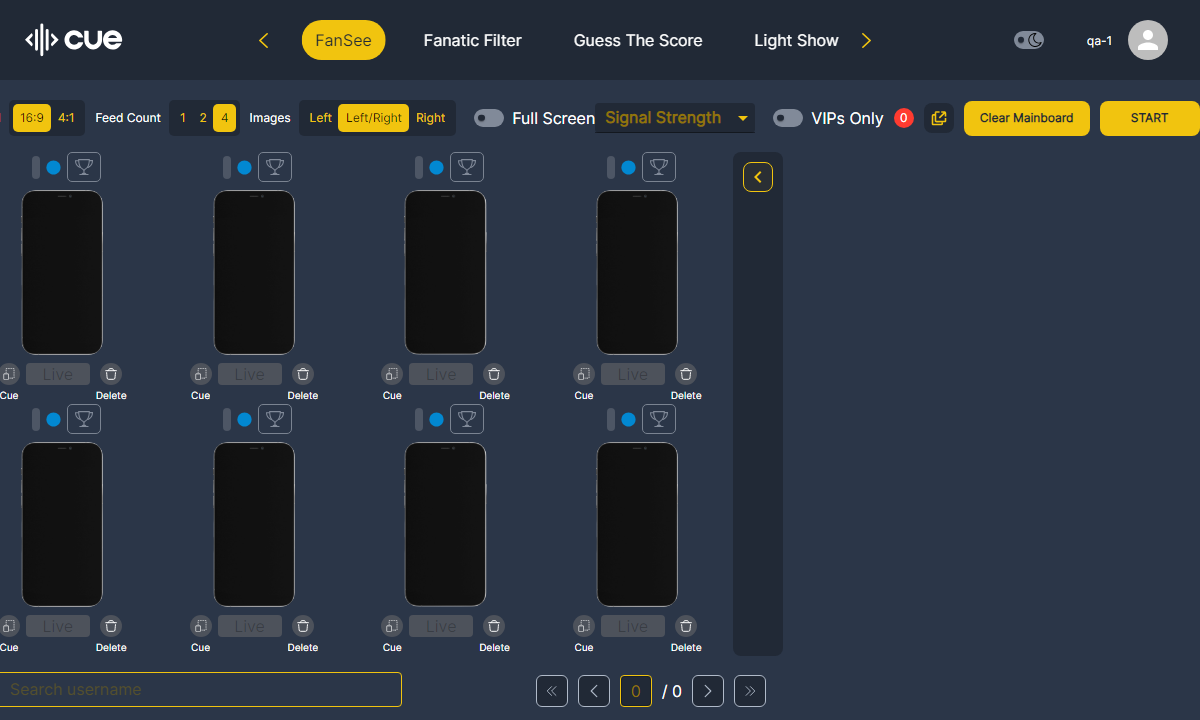 cue
FanSee
Fanatic Filter
Guess The Score
Light Show
qa-1
16:9 4:1
Feed Count
1 2 4
Images
Left Left/Right Right
Full Screen
Signal Strength
VIPs Only
0
Clear Mainboard
START
Live Live Live Live
Cue Delete Cue Delete Cue Delete Cue Delete
Live Live Live Live
Cue Delete Cue Delete Cue Delete Cue Delete
Search username
0 / 0